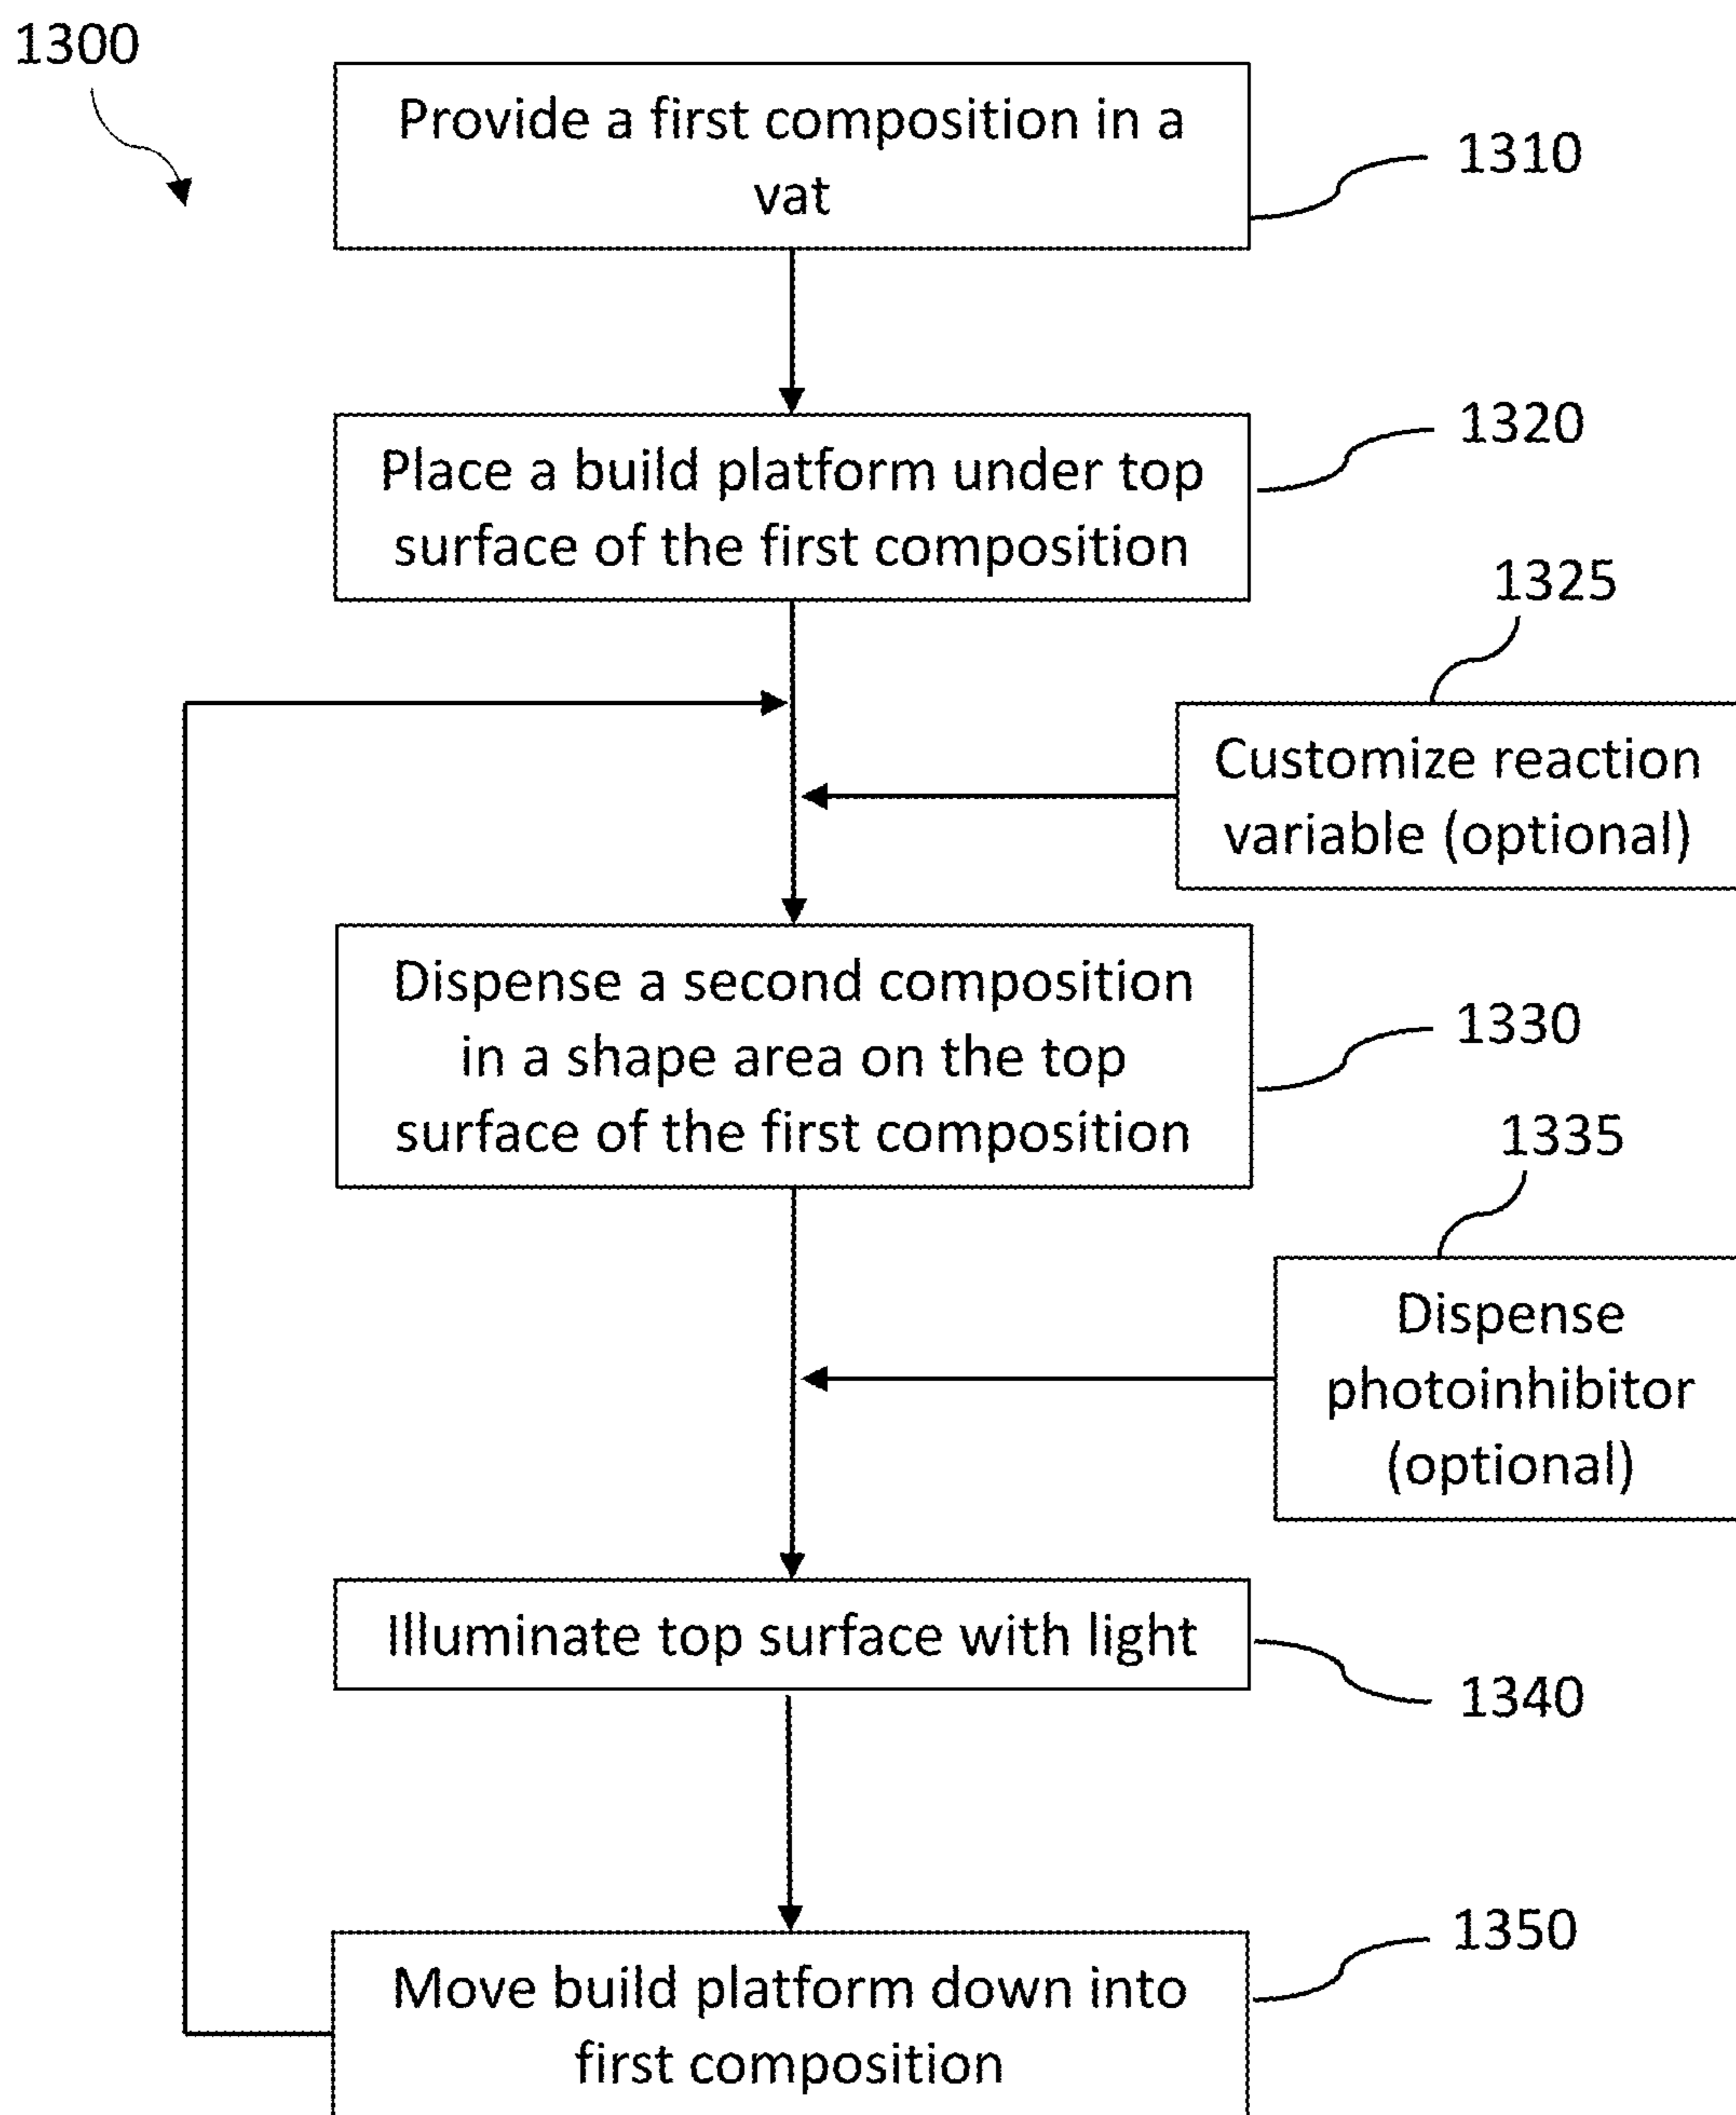 1300
Provide a first composition in a
vat
1310
Place a build platform under top
surface of the first composition
1320
1325
Customize reaction
variable (optional)
Dispense a second composition
in a shape area on the top
surface of the first composition
1330
1335
Dispense
photoinhibitor
(optional)
Illuminate top surface with light
1340
Move build platform down into
first composition
1350